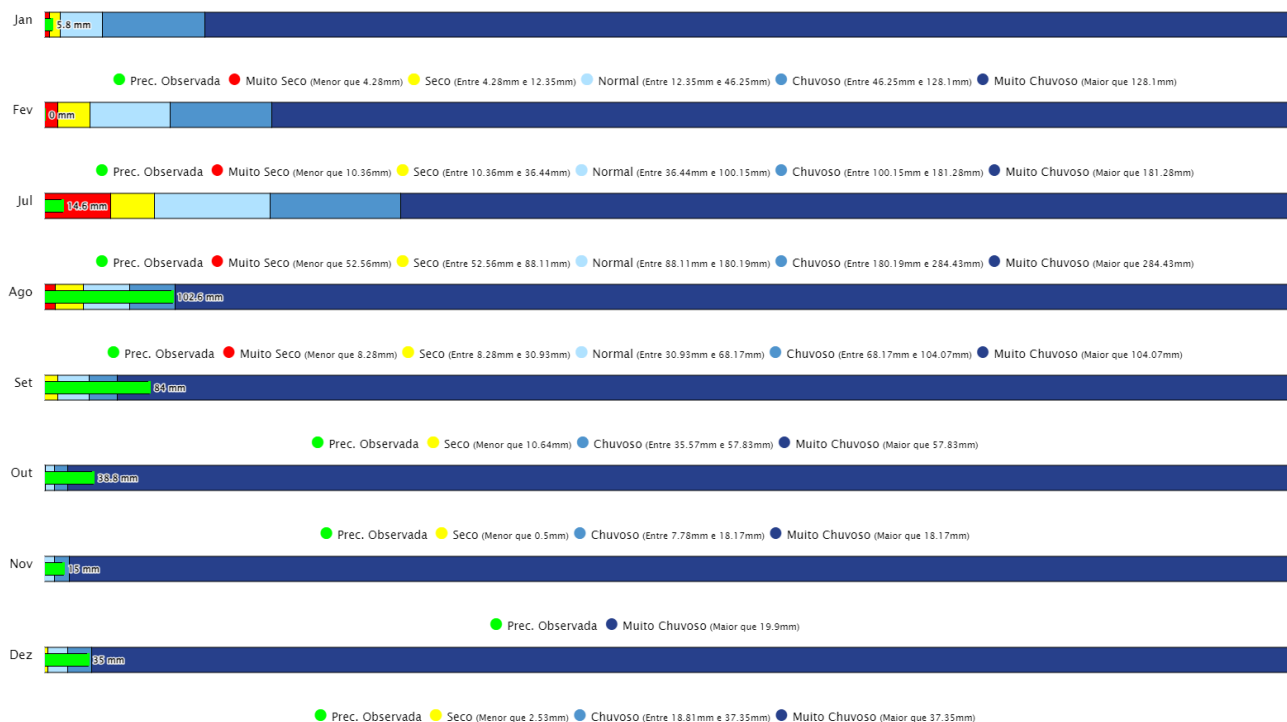 Jan 5.8 mm
Prec. Observada Muito Seco (Menor que 4.28mm) Seco (Entre 4.28mm e 12.35mm) Normal (Entre 12.35mm e 46.25mm) Chuvoso (Entre 46.25mm e 128.1mm) Muito Chuvoso (Maior que 128.1mm)
Fev 0 mm
Prec. Observada Muito Seco (Menor que 10.36mm) Seco (Entre 10.36mm e 36.44mm) Normal (Entre 36.44mm e 100.15mm) Chuvoso (Entre 100.15mm e 181.28mm) Muito Chuvoso (Maior que 181.28mm)
Jul 14.6 mm
Prec. Observada Muito Seco (Menor que 52.56mm) Seco (Entre 52.56mm e 88.11mm) Normal (Entre 88.11mm e 180.19mm) Chuvoso (Entre 180.19mm e 284.43mm) Muito Chuvoso (Maior que 284.43mm)
Ago 102.6 mm
Prec. Observada Muito Seco (Menor que 8.28mm) Seco (Entre 8.28mm e 30.93mm) Normal (Entre 30.93mm e 68.17mm) Chuvoso (Entre 68.17mm e 104.07mm) Muito Chuvoso (Maior que 104.07mm)
Set 84 mm
Prec. Observada Seco (Menor que 10.64mm) Chuvoso (Entre 35.57mm e 57.83mm) Muito Chuvoso (Maior que 57.83mm)
Out 38.8 mm
Prec. Observada Seco (Menor que 0.5mm) Chuvoso (Entre 7.78mm e 18.17mm) Muito Chuvoso (Maior que 18.17mm)
Nov 15 mm
Prec. Observada Muito Chuvoso (Maior que 19.9mm)
Dez 35 mm
Prec. Observada Seco (Menor que 2.53mm) Chuvoso (Entre 18.81mm e 37.35mm) Muito Chuvoso (Maior que 37.35mm)